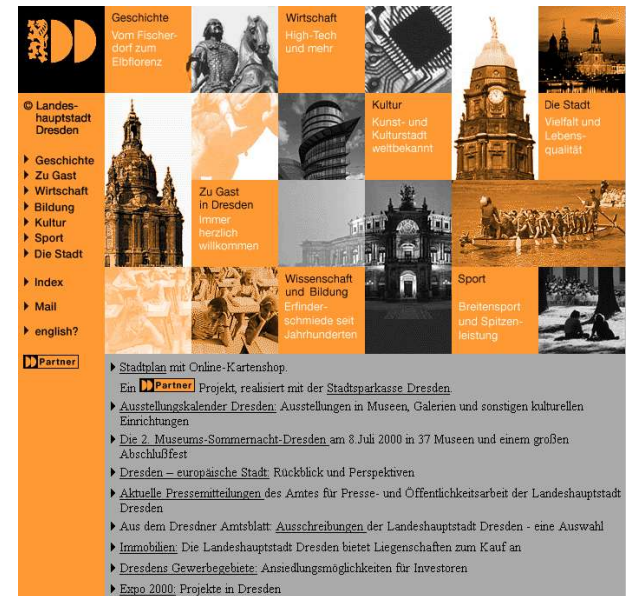 Geschichte
Vom Fischer-
dorf zum
Elbflorenz
Wirtschaft
High-Tech
und mehr
Kultur
Kunst- und
Kulturstadt
weltbekannt
Die Stadt
Vielfalt und
Lebens-
qualität
Zu Gast
in Dresden
Immer
herzlich
willkommen
Wissenschaft
und Bildung
Erfinder-
schmiede seit
Jahrhunderten
Sport
Breitensport
und Spitzen-
leistung
© Landes-
hauptstadt
Dresden
Geschichte
Zu Gast
Wirtschaft
Bildung
Kultur
Sport
Die Stadt
Index
Mail
english?
Partner
Stadtplan mit Online-Kartenshop.
Ein Partner Projekt, realisiert mit der Stadtsparkasse Dresden.
Ausstellungskalender Dresden: Ausstellungen in Museen, Galerien und sonstigen kulturellen
Einrichtungen
Die 2. Museums-Sommernacht-Dresden am 8.Juli 2000 in 37 Museen und einem großen
Abschlußfest
Dresden – europäische Stadt: Rückblick und Perspektiven
Aktuelle Pressemitteilungen des Amtes für Presse- und Öffentlichkeitsarbeit der Landeshauptstadt
Dresden
Aus dem Dresdner Amtsblatt: Ausschreibungen der Landeshauptstadt Dresden - eine Auswahl
Immobilien: Die Landeshauptstadt Dresden bietet Liegenschaften zum Kauf an
Dresdens Gewerbegebiete: Ansiedlungsmöglichkeiten für Investoren
Expo 2000: Projekte in Dresden